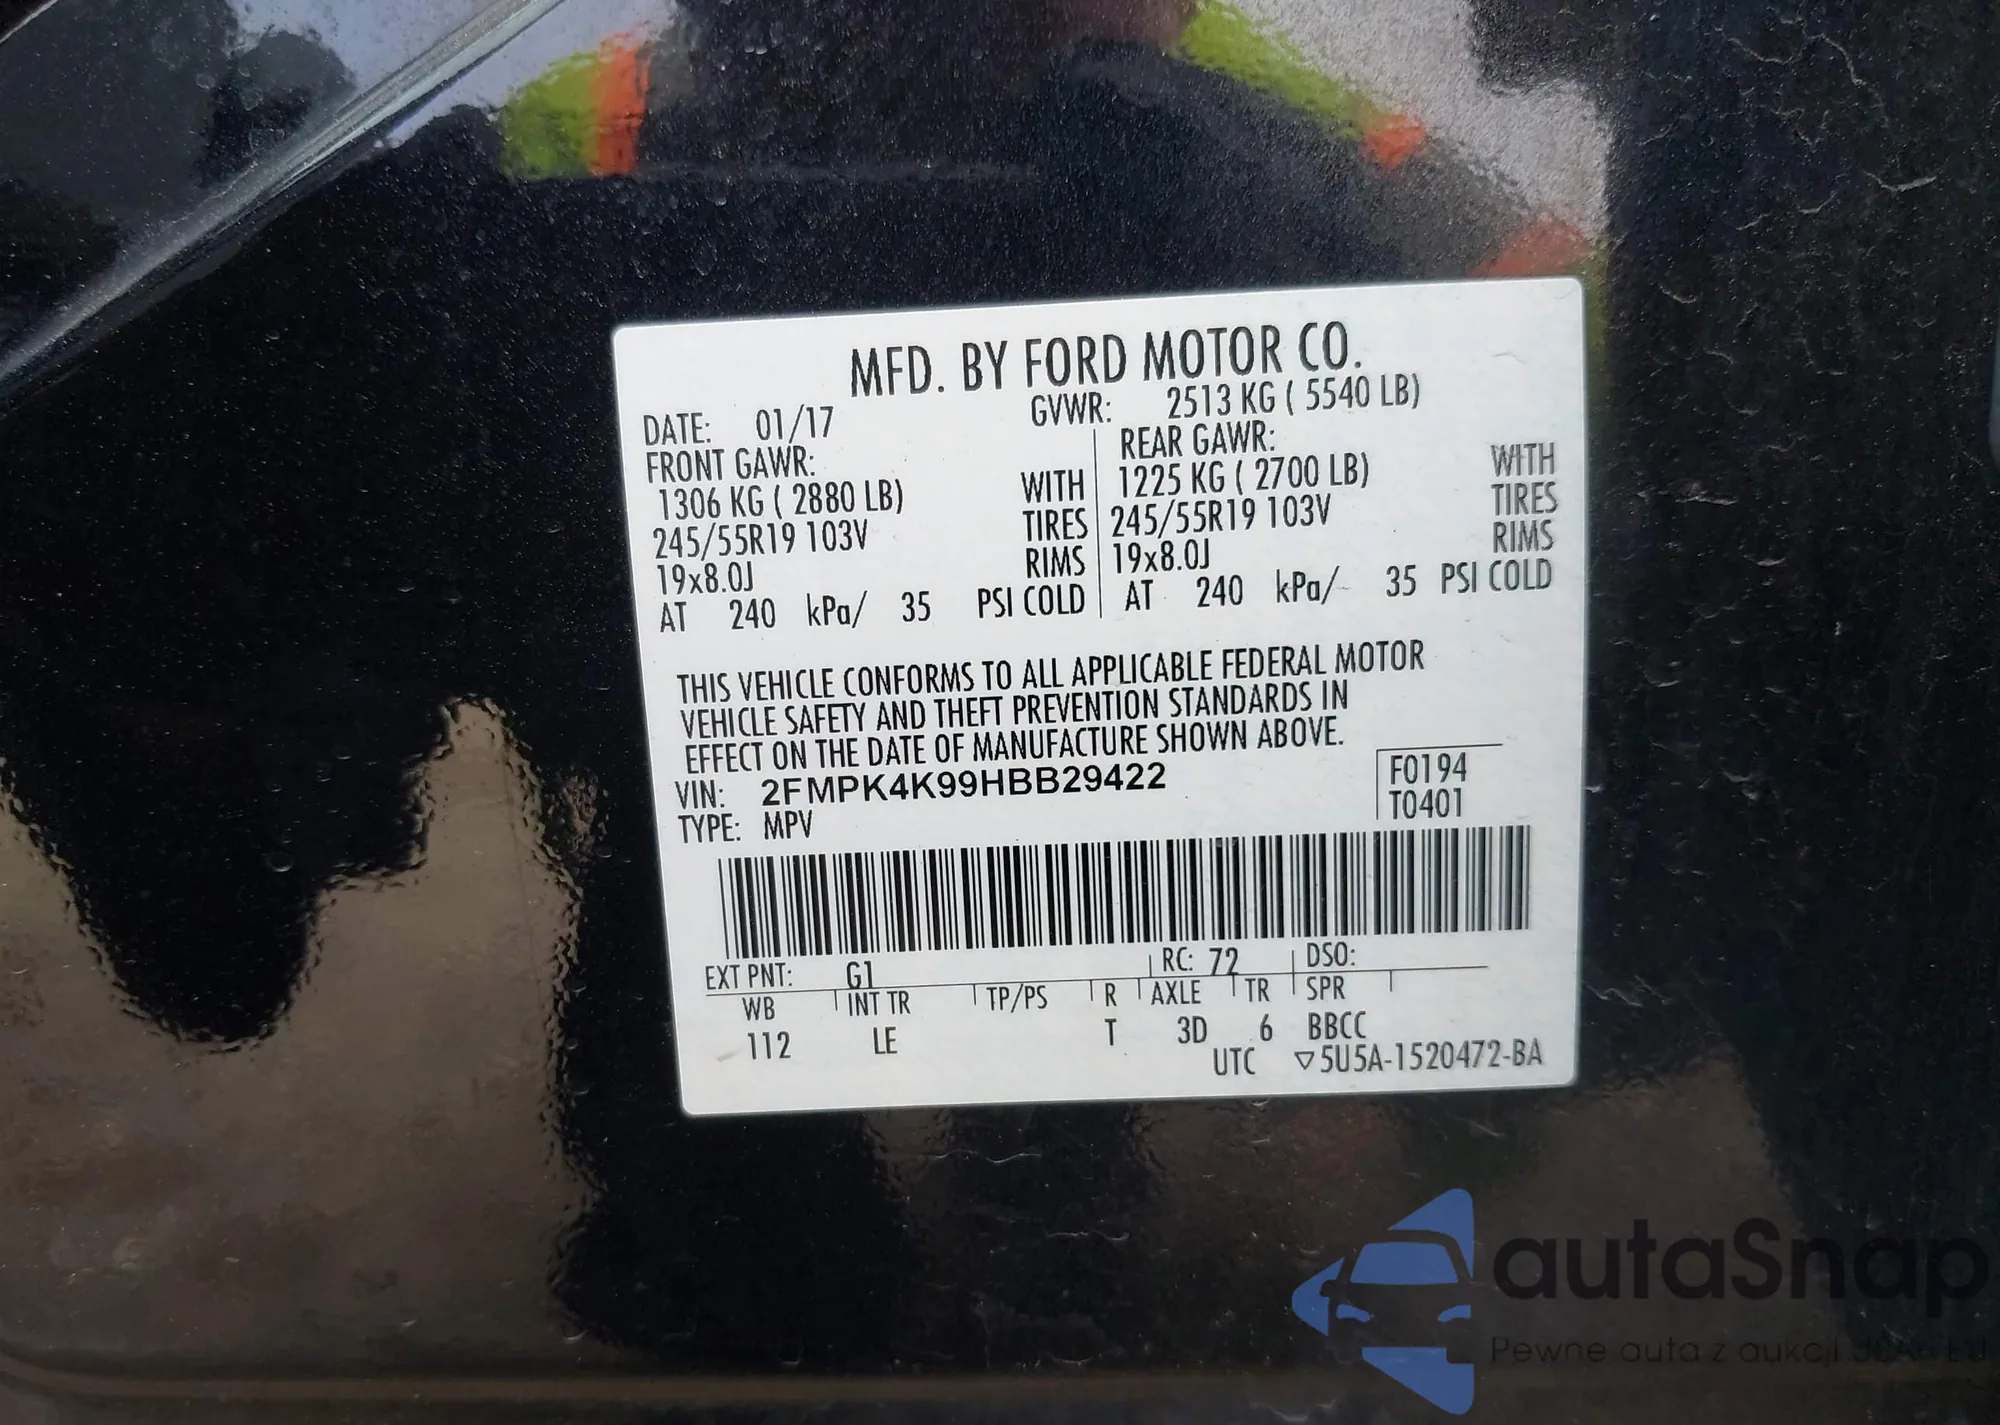 MFD. BY FORD MOTOR CO.
DATE: 01/17 GVWR: 2513 KG ( 5540 LB)
FRONT GAWR: REAR GAWR:
1306 KG ( 2880 LB) WITH 1225 KG ( 2700 LB) WITH
245/55R19 103V TIRES 245/55R19 103V TIRES
19x8.0J RIMS 19x8.0J RIMS
AT 240 kPa/ 35 PSI COLD AT 240 kPa/ 35 PSI COLD
THIS VEHICLE CONFORMS TO ALL APPLICABLE FEDERAL MOTOR
VEHICLE SAFETY AND THEFT PREVENTION STANDARDS IN
EFFECT ON THE DATE OF MANUFACTURE SHOWN ABOVE.
VIN: 2FMPK4K99HBB29422 F0194
TYPE: MPV T0401
EXT PNT: G1 RC: 72 DSO:
WB INT TR TP/PS R AXLE TR SPR
112 LE T 3D 6 BBCC
UTC ▽5U5A-1520472-BA
autaSnap
Pewne auta z aukcji USA i EU